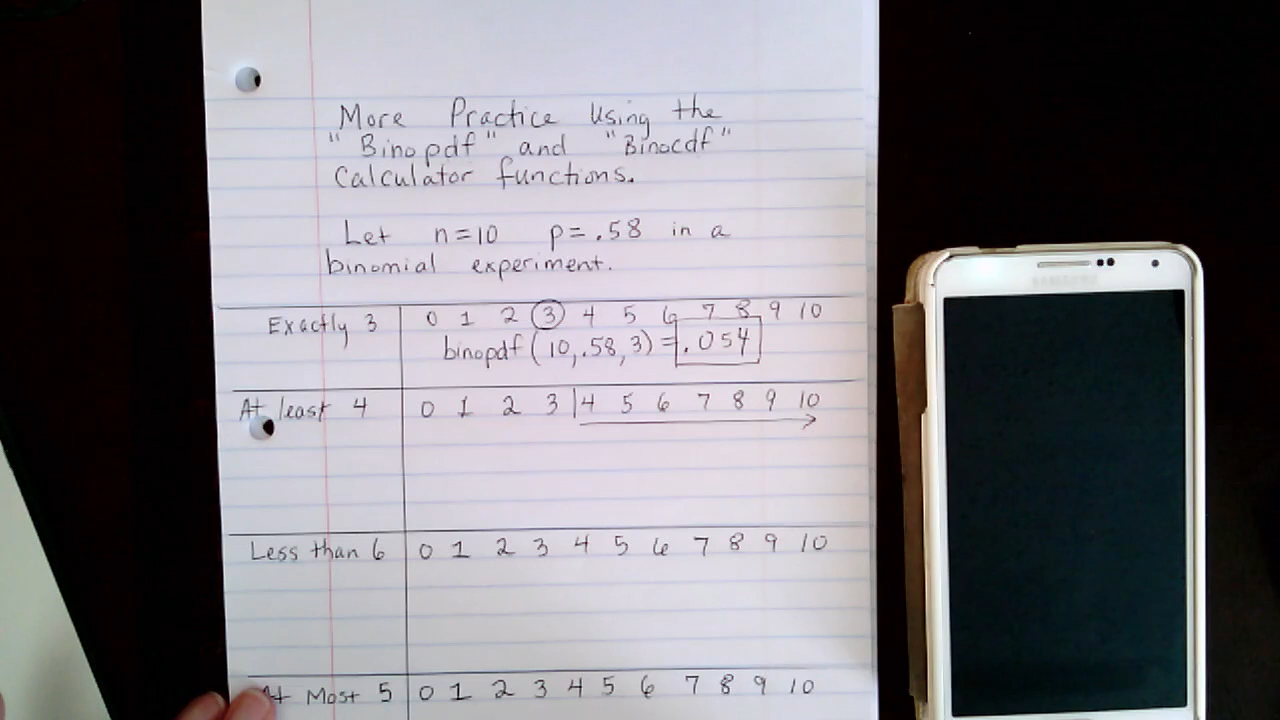 More Practice Using the
"Binopdf" and "Binocdf"
Calculator functions.
Let n=10 p=.58 in a
binomial experiment.
Exactly 3 0 1 2 3 4 5 6 7 8 9 10
binopdf(10,.58,3)=.054
At least 4 0 1 2 3 4 5 6 7 8 9 10
Less than 6 0 1 2 3 4 5 6 7 8 9 10
At Most 5 0 1 2 3 4 5 6 7 8 9 10
SAMSUNG